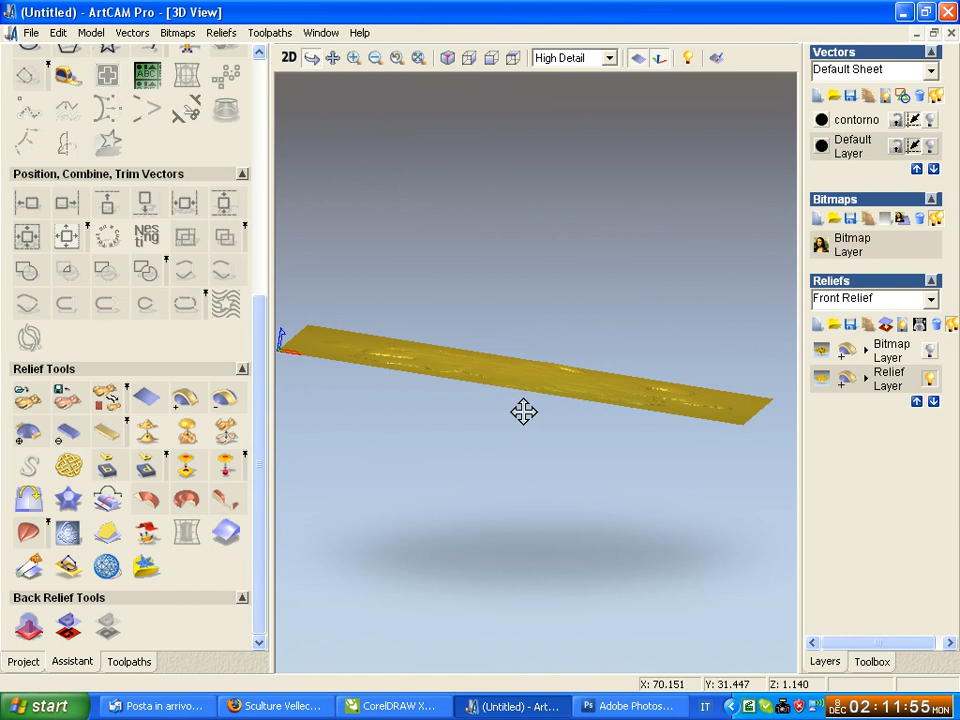 (Untitled) - ArtCAM Pro - [3D View]
File Edit Model Vectors Bitmaps Reliefs Toolpaths Window Help
2D
High Detail
ABC
Position, Combine, Trim Vectors
Nes
ting
Relief Tools
Back Relief Tools
Project Assistant Toolpaths
Vectors
Default Sheet
contorno
Default
Layer
Bitmaps
Bitmap
Layer
Reliefs
Front Relief
Bitmap
Layer
Relief
Layer
Layers Toolbox
X: 70.151 Y: 31.447 Z: 1.140
start
Posta in arrivo...
Sculture Vellec...
CorelDRAW X...
(Untitled) - Art...
Adobe Photos...
IT
8 DEC 02:11:55 MON